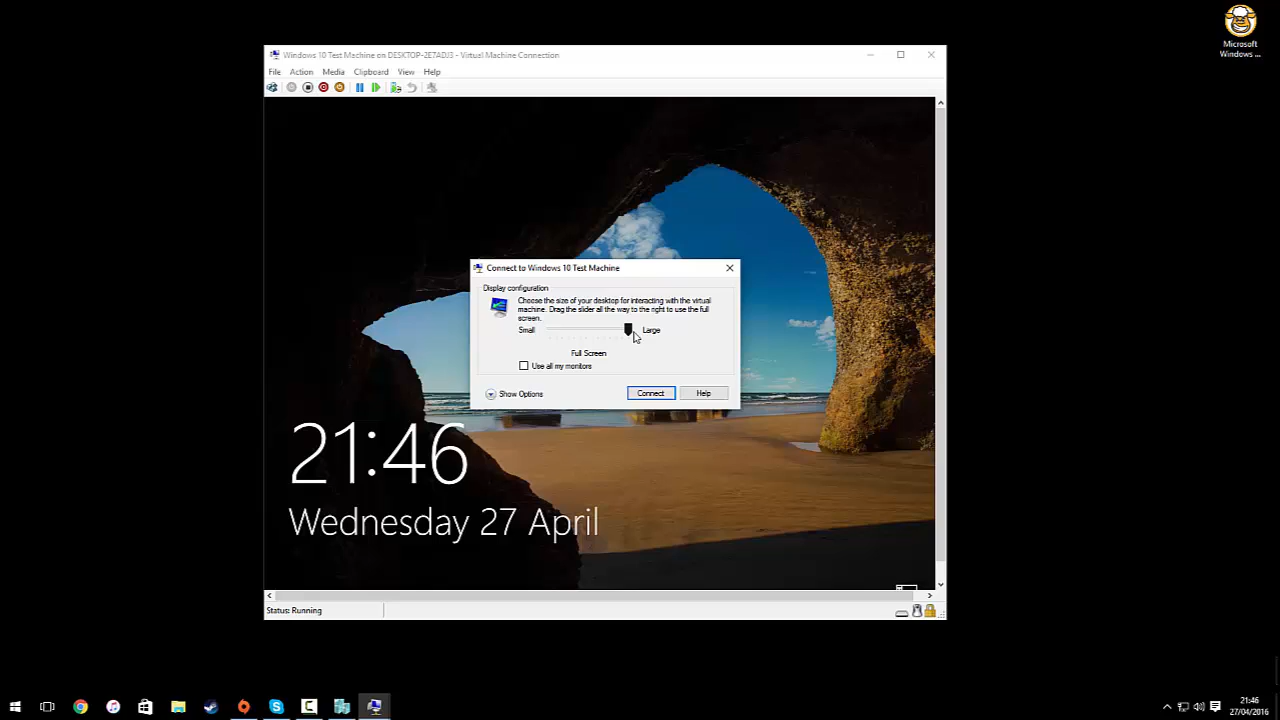 Microsoft
Windows ...
Windows 10 Test Machine on DESKTOP-2E7ADJ3 - Virtual Machine Connection
File Action Media Clipboard View Help
Connect to Windows 10 Test Machine
Display configuration
Choose the size of your desktop for interacting with the virtual
machine. Drag the slider all the way to the right to use the full
screen.
Small Large
Full Screen
Use all my monitors
Show Options Connect Help
21:46
Wednesday 27 April
Status: Running
21:46
27/04/2016